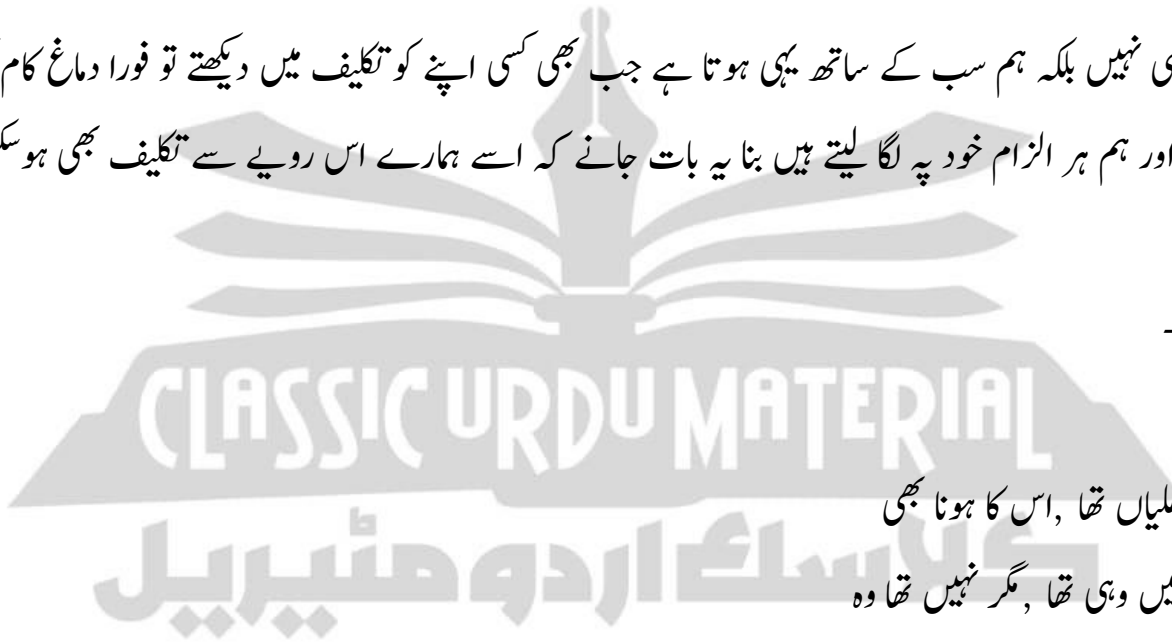 ی نہیں بلکہ ہم سب کے ساتھ یہی ہوتا ہے جب بھی کسی اپنے کو تکلیف میں دیکھتے تو فورا دماغ کام
اور ہم ہر الزام خود پہ لگا لیتے ہیں بنا یہ بات جانے کہ اسے ہمارے اس رویے سے تکلیف بھی ہوسک
۔
CLASSIC URDU MATERIAL
ملیاں تھا ,اس کا ہونا بھی
کلاسک اردو مٹیریل
یں وہی تھا ,مگر نہیں تھا وہ